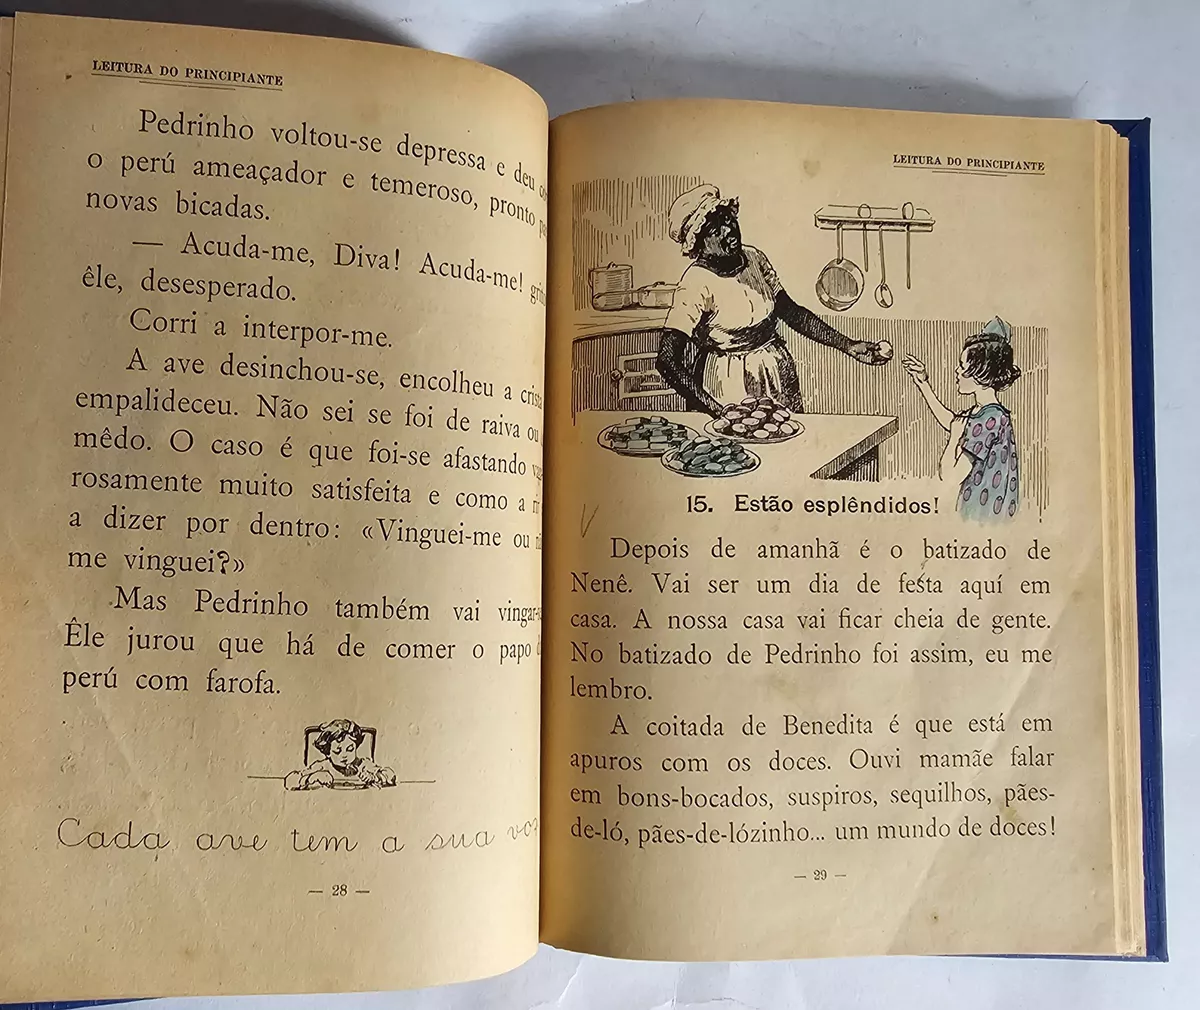 LEITURA DO PRINCIPIANTE
Pedrinho voltou-se depressa e deu
o perú ameaçador e temeroso, pronto
novas bicadas.
— Acuda-me, Diva! Acuda-me!
êle, desesperado.
Corri a interpor-me.
A ave desinchou-se, encolheu a
empalideceu. Não sei se foi de raiva ou
mêdo. O caso é que foi-se afastando
rosamente muito satisfeita e como a
a dizer por dentro: «Vinguei-me ou
me vinguei?»
Mas Pedrinho também vai
Êle jurou que há de comer o papo
perú com farofa.
Cada ave tem a sua
— 28 —
LEITURA DO PRINCIPIANTE
15. Estão esplêndidos!
Depois de amanhã é o batizado de
Nenê. Vai ser um dia de festa aquí em
casa. A nossa casa vai ficar cheia de gente.
No batizado de Pedrinho foi assim, eu me
lembro.
A coitada de Benedita é que está em
apuros com os doces. Ouvi mamãe falar
em bons-bocados, suspiros, sequilhos, pães-
de-ló, pães-de-lózinho... um mundo de doces!
— 29 —